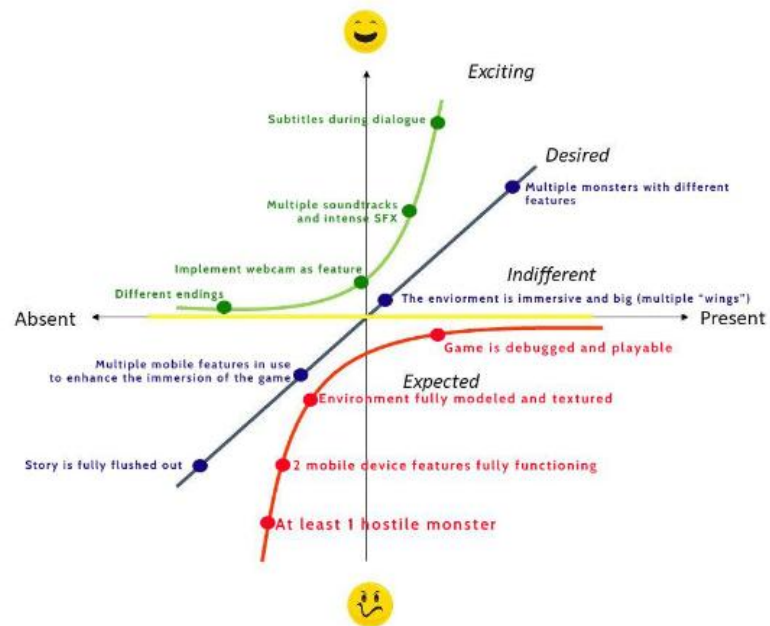 Exciting
Subtitles during dialogue
Desired
Multiple monsters with different
features
Multiple soundtracks
and intense SFX
Implement webcam as feature
Indifferent
Different endings
The enviorment is immersive and big (multiple “wings”)
Absent
Present
Game is debugged and playable
Multiple mobile features in use
to enhance the immersion of the game
Expected
Environment fully modeled and textured
Story is fully flushed out
2 mobile device features fully functioning
At least 1 hostile monster